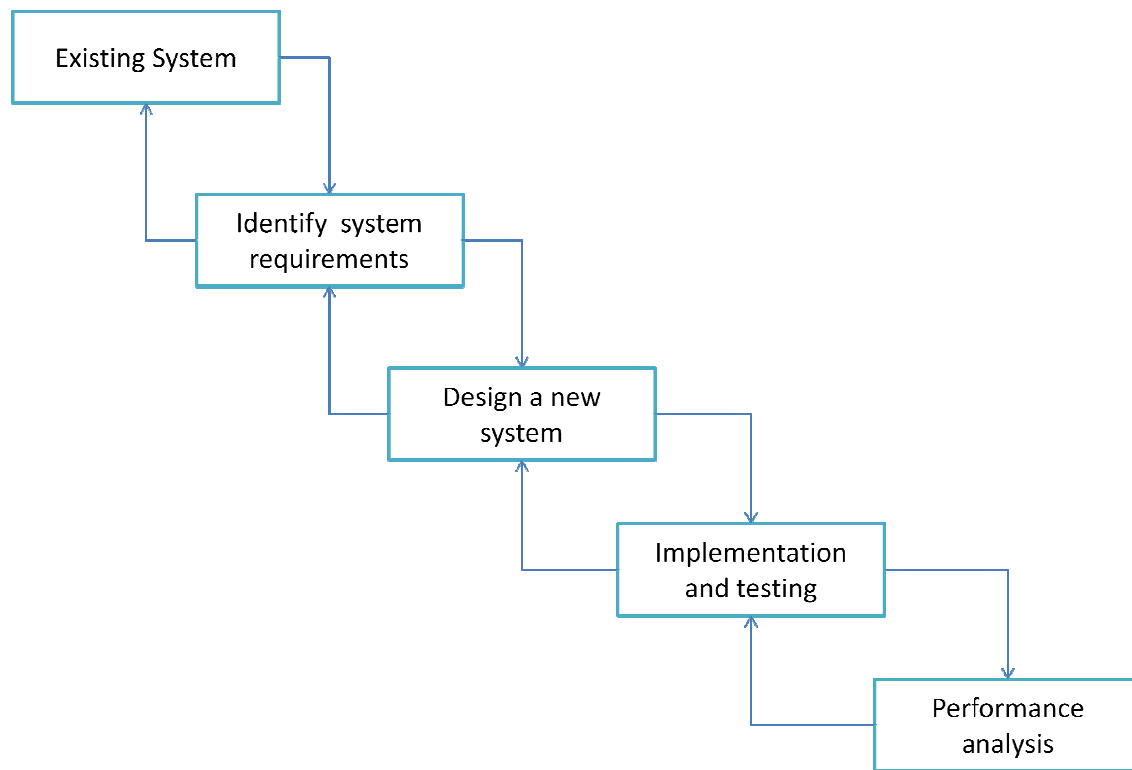 Existing System
Identify  system
requirements
Design a new
system
Implementation
and testing
Performance
analysis